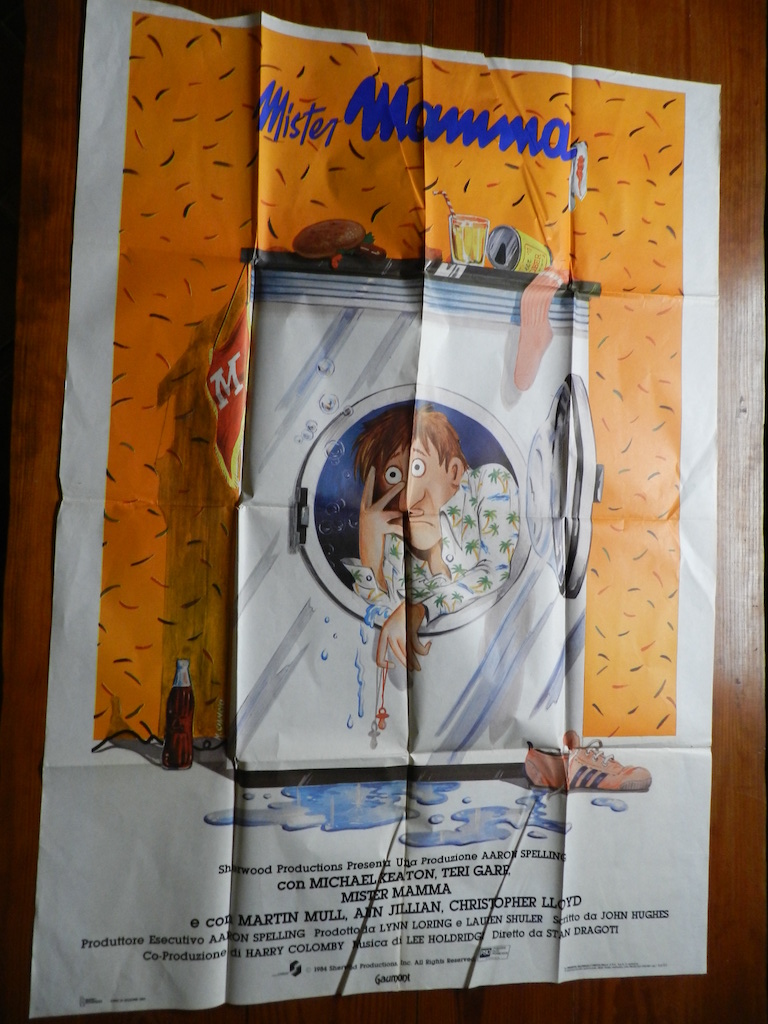 Mister Mamma
M
Sherwood Productions Presenta Una Produzione AARON SPELLING
con MICHAEL KEATON, TERI GARR
MISTER MAMMA
e con MARTIN MULL, ANN JILLIAN, CHRISTOPHER LLOYD
Produttore Esecutivo AARON SPELLING Prodotto da LYNN LORING e LAUREN SHULER Scritto da JOHN HUGHES
Co-Produzione di HARRY COLOMBY Musica di LEE HOLDRIDGE Diretto da STAN DRAGOTI
© 1984 Sherwood Productions, Inc. All Rights Reserved
Gaumont